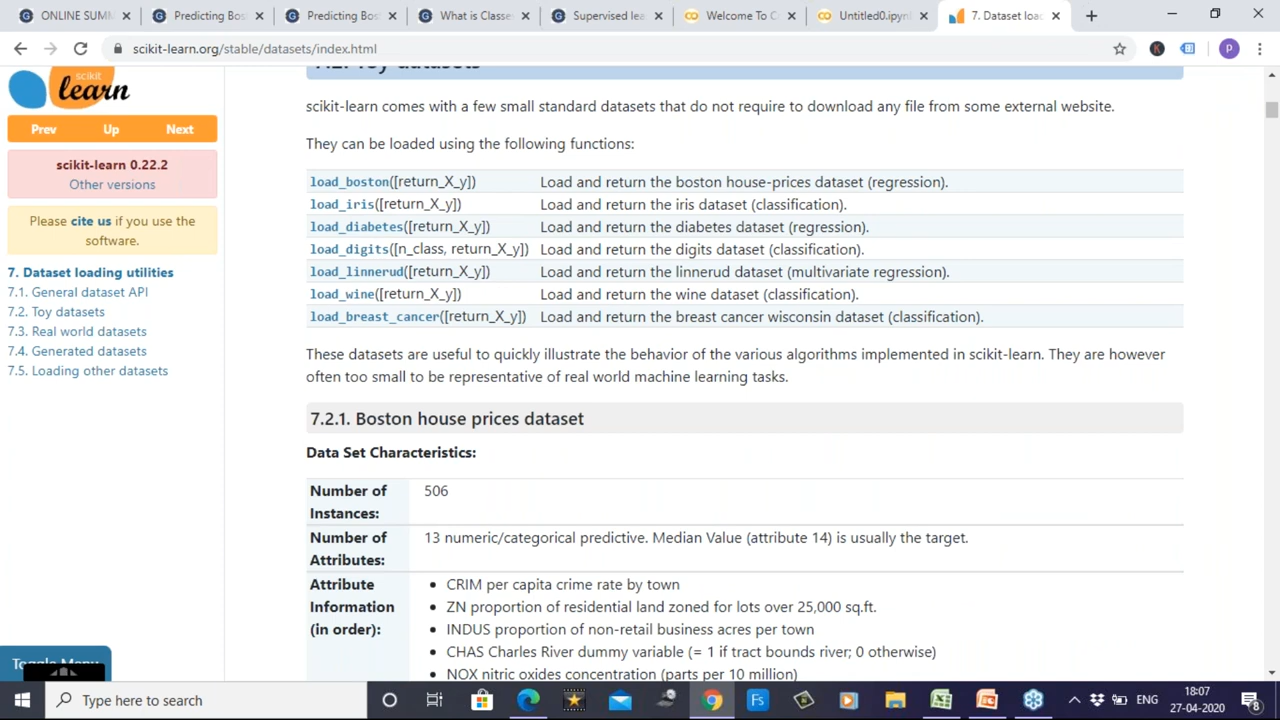 ONLINE SUMM
Predicting Bos
Predicting Bos
What is Classe
Supervised lea
Welcome To C
Untitled0.ipyn
7. Dataset loa
scikit-learn.org/stable/datasets/index.html
P
scikit
learn
Prev Up Next
scikit-learn 0.22.2
Other versions
Please cite us if you use the
software.
7. Dataset loading utilities
7.1. General dataset API
7.2. Toy datasets
7.3. Real world datasets
7.4. Generated datasets
7.5. Loading other datasets
7.2. Toy datasets
scikit-learn comes with a few small standard datasets that do not require to download any file from some external website.
They can be loaded using the following functions:
load_boston([return_X_y]) Load and return the boston house-prices dataset (regression).
load_iris([return_X_y]) Load and return the iris dataset (classification).
load_diabetes([return_X_y]) Load and return the diabetes dataset (regression).
load_digits([n_class, return_X_y]) Load and return the digits dataset (classification).
load_linnerud([return_X_y]) Load and return the linnerud dataset (multivariate regression).
load_wine([return_X_y]) Load and return the wine dataset (classification).
load_breast_cancer([return_X_y]) Load and return the breast cancer wisconsin dataset (classification).
These datasets are useful to quickly illustrate the behavior of the various algorithms implemented in scikit-learn. They are however
often too small to be representative of real world machine learning tasks.
7.2.1. Boston house prices dataset
Data Set Characteristics:
Number of 506
Instances:
Number of 13 numeric/categorical predictive. Median Value (attribute 14) is usually the target.
Attributes:
Attribute • CRIM per capita crime rate by town
Information • ZN proportion of residential land zoned for lots over 25,000 sq.ft.
(in order): • INDUS proportion of non-retail business acres per town
• CHAS Charles River dummy variable (= 1 if tract bounds river; 0 otherwise)
• NOX nitric oxides concentration (parts per 10 million)
Toggle Menu
Type here to search
Fs
ENG
18:07
27-04-2020
8